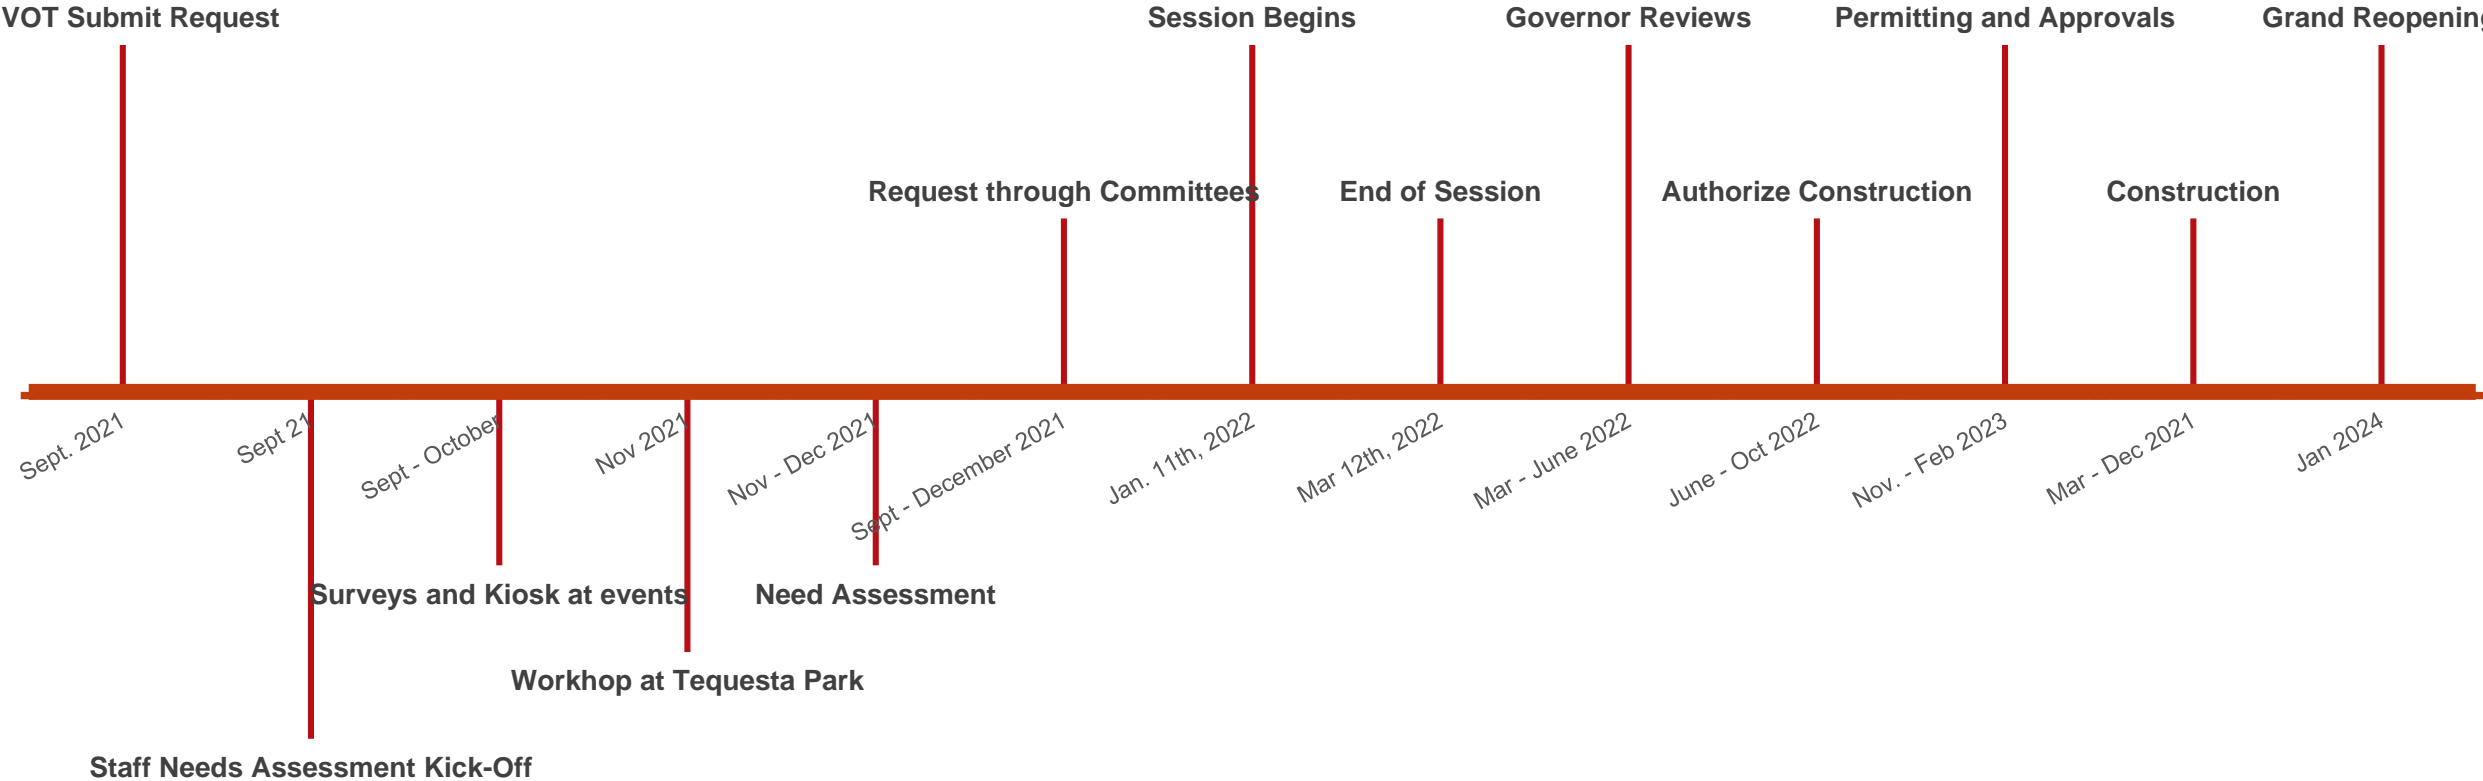 VOT Submit Request
Session Begins
Governor Reviews
Permitting and Approvals
Grand Reopening
Request through Committees
End of Session
Authorize Construction
Construction
Sept. 2021
Sept 21
Sept - October
Nov 2021
Nov - Dec 2021
Sept - December 2021
Jan. 11th, 2022
Mar 12th, 2022
Mar - June 2022
June - Oct 2022
Nov. - Feb 2023
Mar - Dec 2021
Jan 2024
Surveys and Kiosk at events
Need Assessment
Workhop at Tequesta Park
Staff Needs Assessment Kick-Off